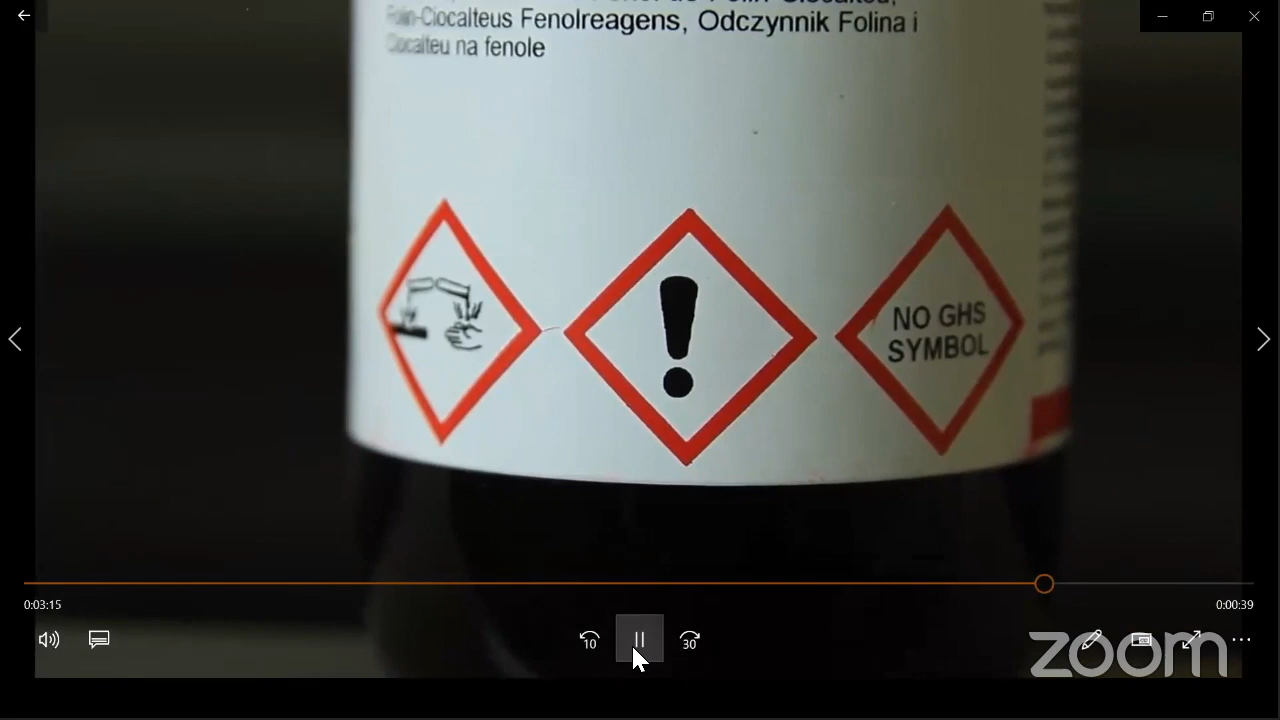 Folin-Ciocalteus Fenolreagens, Odczynnik Folina i
Ciocalteu na fenole
NO GHS
SYMBOL
0:03:15
0:00:39
10
30
zoom